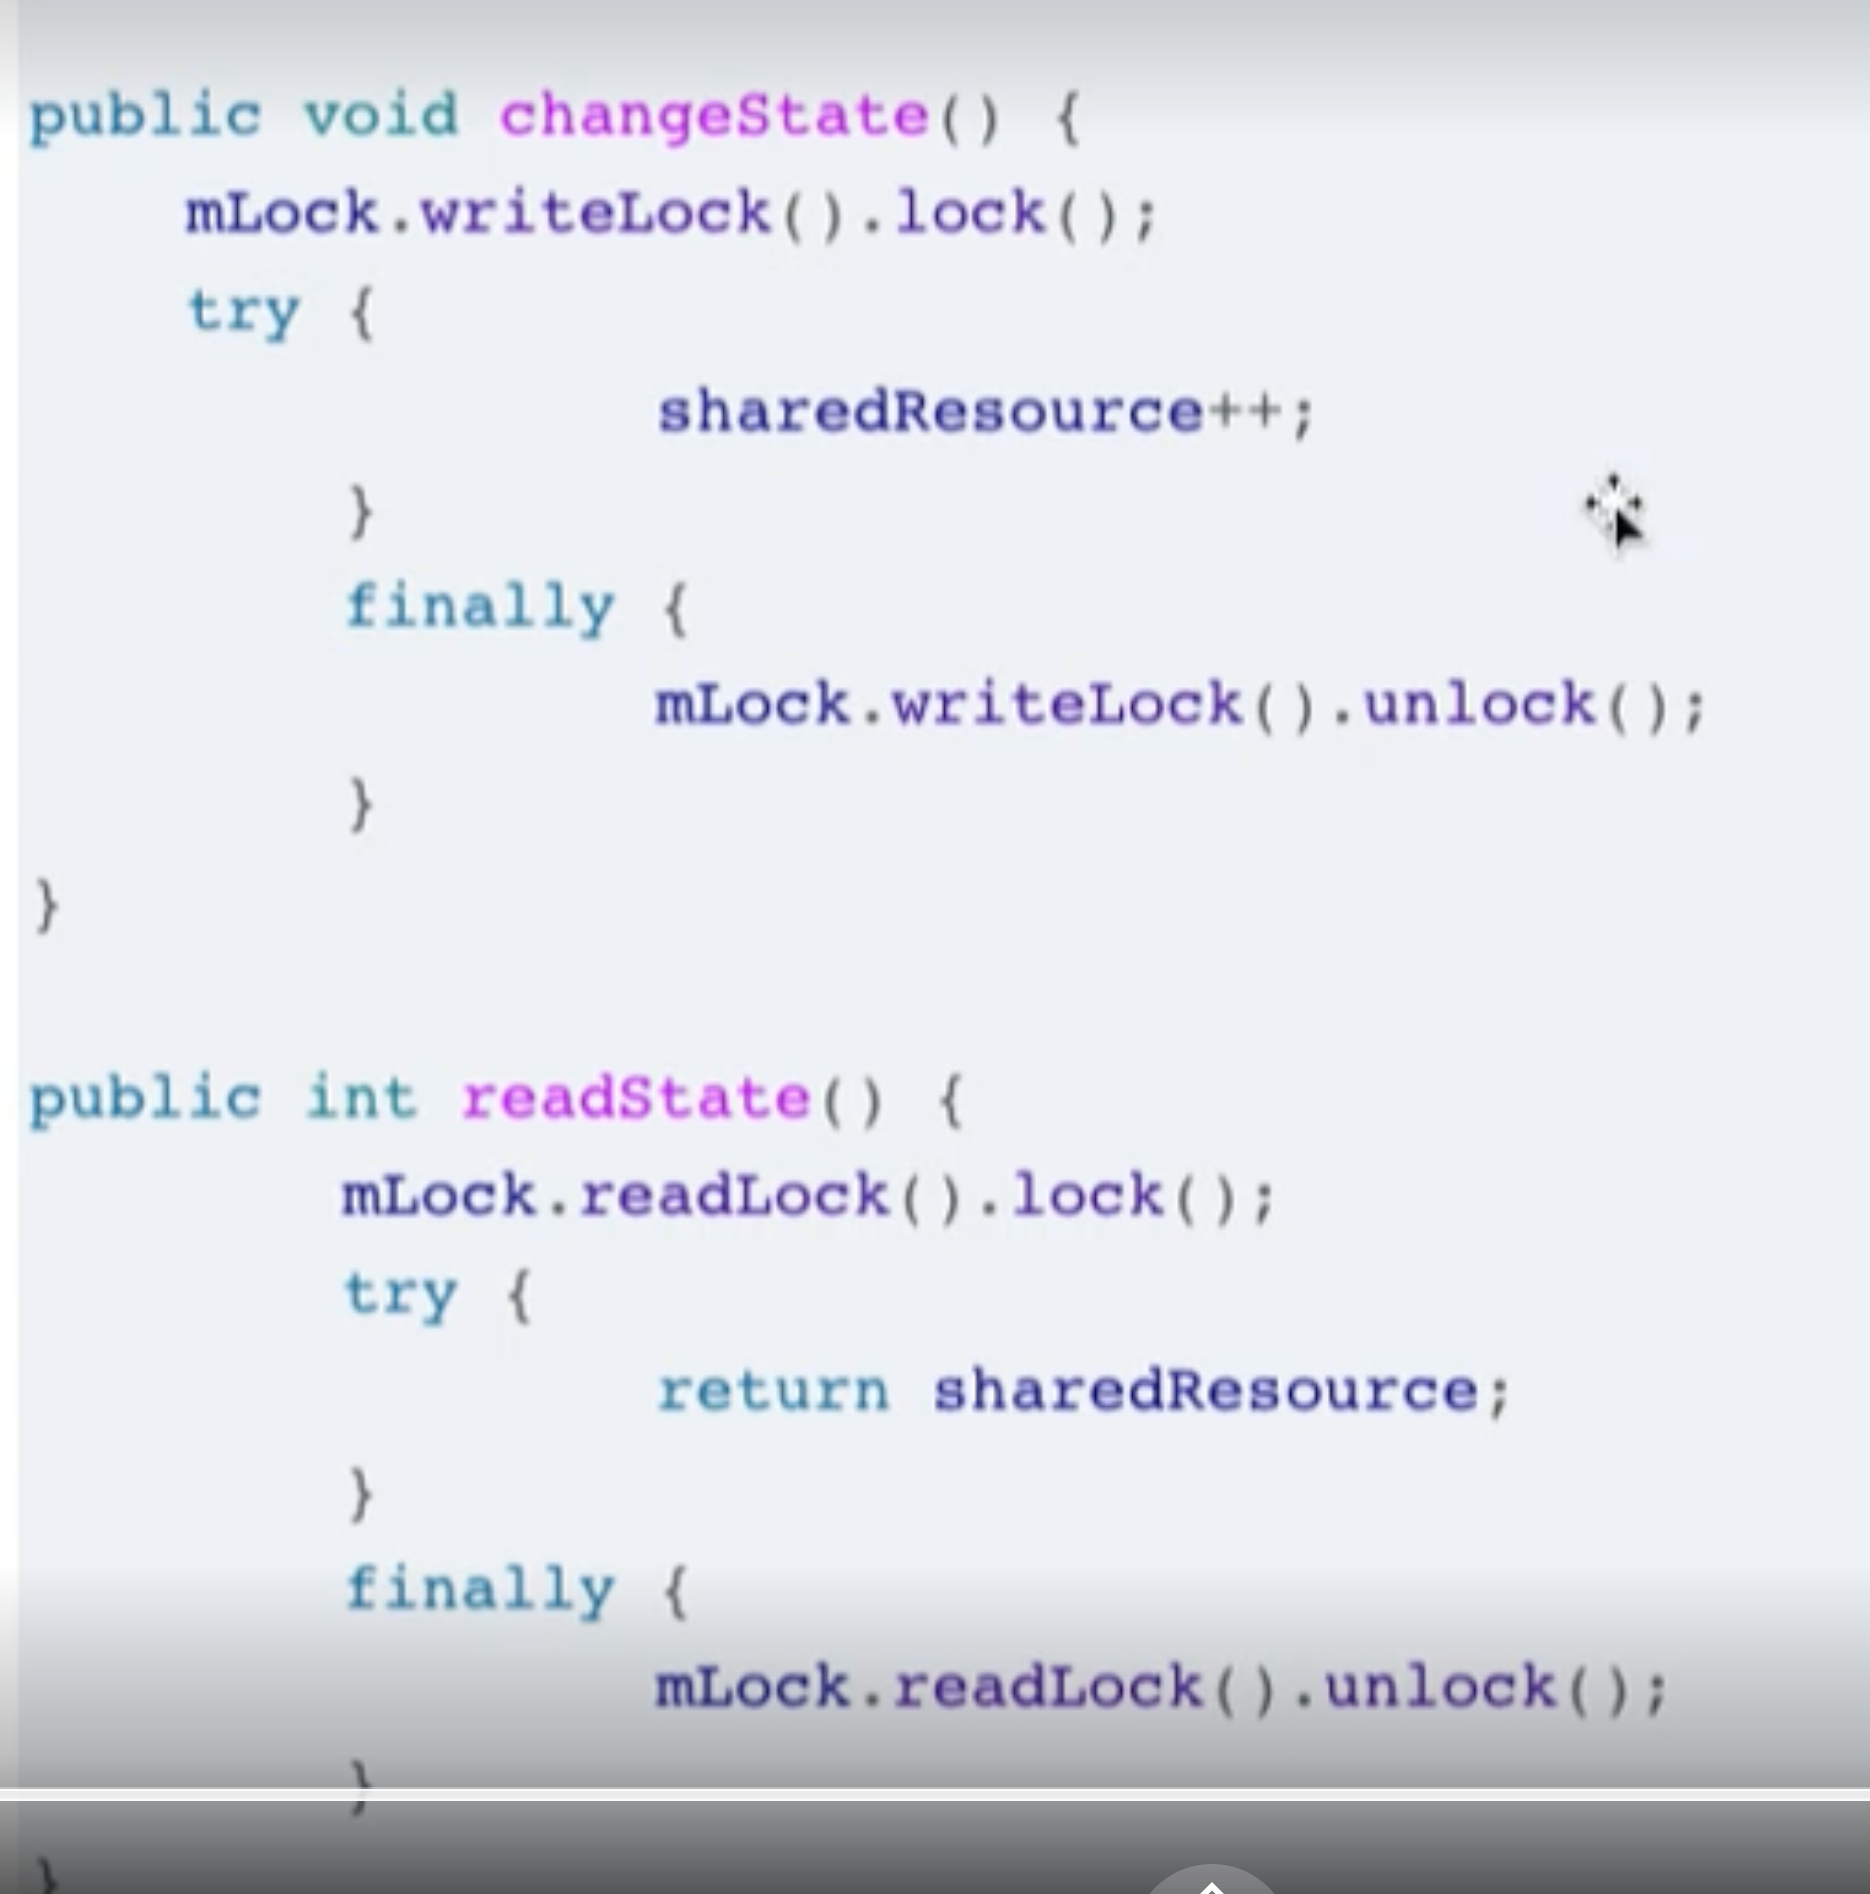 public void changeState() {
mLock.writeLock().lock();
try {
sharedResource++;
}
finally {
mLock.writeLock().unlock();
}
}
public int readState() {
mLock.readLock().lock();
try {
return sharedResource;
}
finally {
mLock.readLock().unlock();
}
}